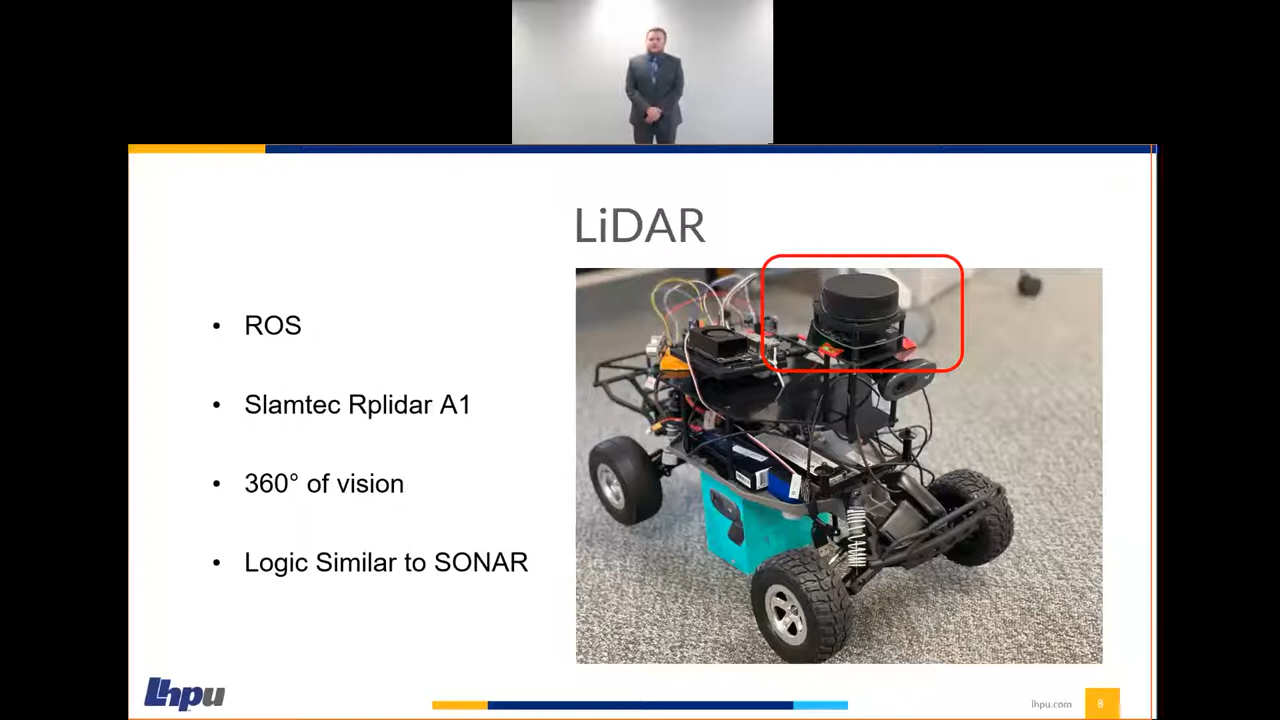 LiDAR
• ROS
• Slamtec Rplidar A1
• 360° of vision
• Logic Similar to SONAR
lhpu
lhpu.com
8